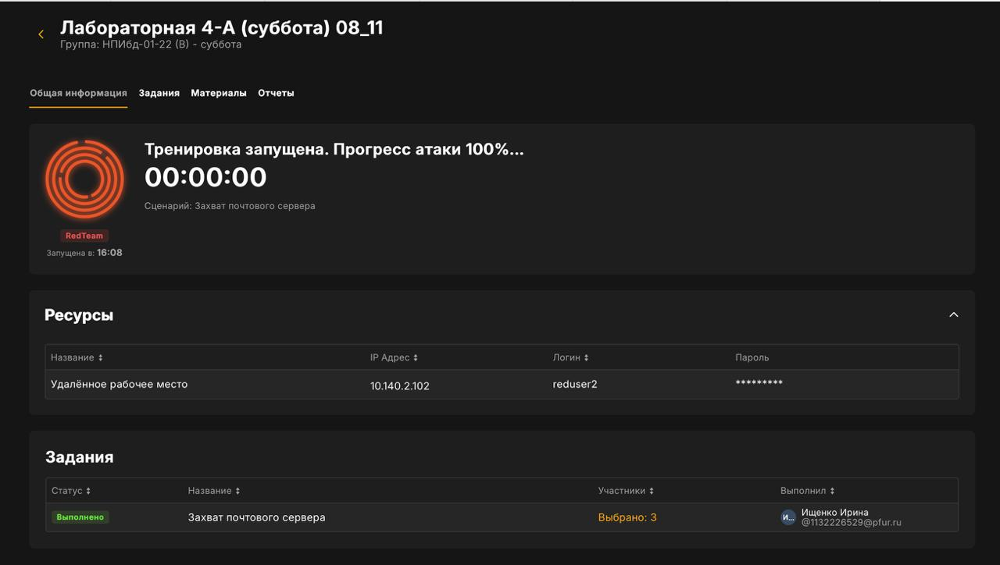 Лабораторная 4-А (суббота) 08_11
Группа: НПИбд-01-22 (В) - суббота
Общая информация Задания Материалы Отчеты
Тренировка запущена. Прогресс атаки 100%...
00:00:00
Сценарий: Захват почтового сервера
RedTeam
Запущена в: 16:08
Ресурсы
Название IP Адрес Логин Пароль
Удалённое рабочее место 10.140.2.102 reduser2 *********
Задания
Статус Название Участники Выполнил
Выполнено Захват почтового сервера Выбрано: 3 И... Ищенко Ирина
@1132226529@pfur.ru